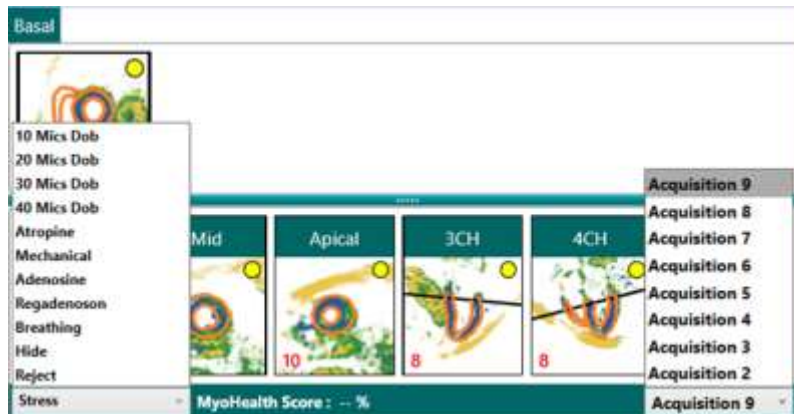 Basal
10 Mics Dob
20 Mics Dob
30 Mics Dob
40 Mics Dob
Atropine
Mechanical
Adenosine
Regadenoson
Breathing
Hide
Reject
Stress
Mid
Apical
3CH
4CH
10
8
8
MyoHealth Score : -- %
Acquisition 9
Acquisition 8
Acquisition 7
Acquisition 6
Acquisition 5
Acquisition 4
Acquisition 3
Acquisition 2
Acquisition 9